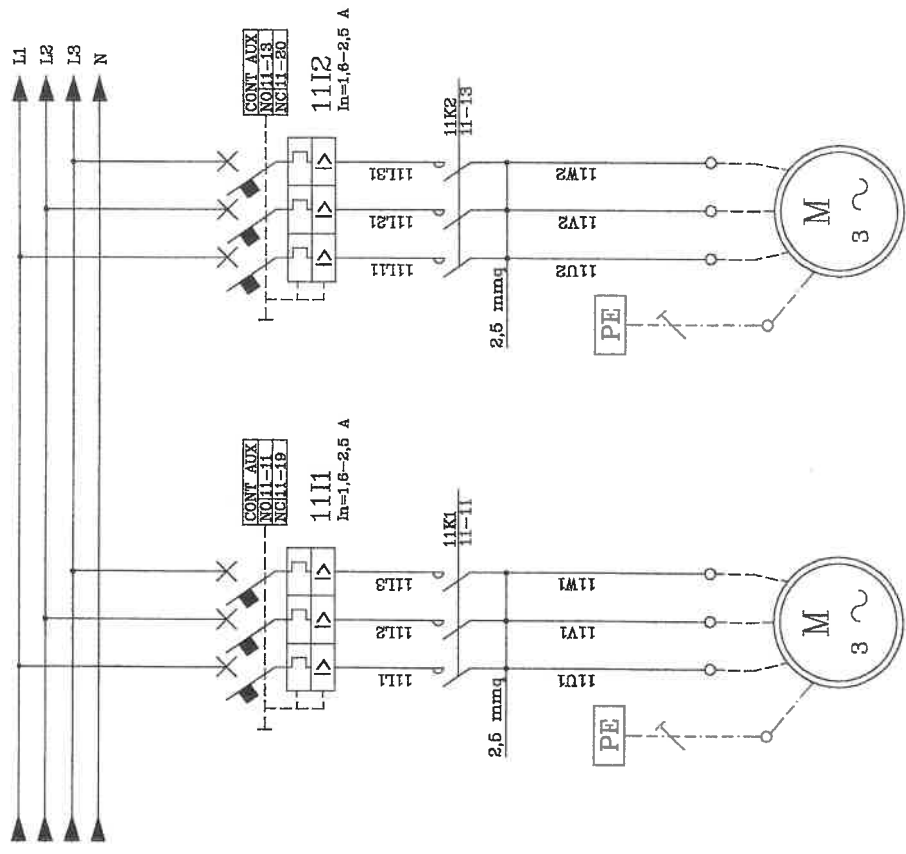 L1
L2
L3
N
CONT AUX
NO 11-11
NC 11-19
11I1
In=1,6-2,5 A
11L1
11L2
11L3
11K1
11-11
2,5 mmq
11U1
11V1
11W1
PE
M
3 ~
CONT AUX
NO 11-13
NC 11-20
11I2
In=1,6-2,5 A
11L11
11L21
11L31
11K2
11-13
2,5 mmq
11U2
11V2
11W2
PE
M
3 ~